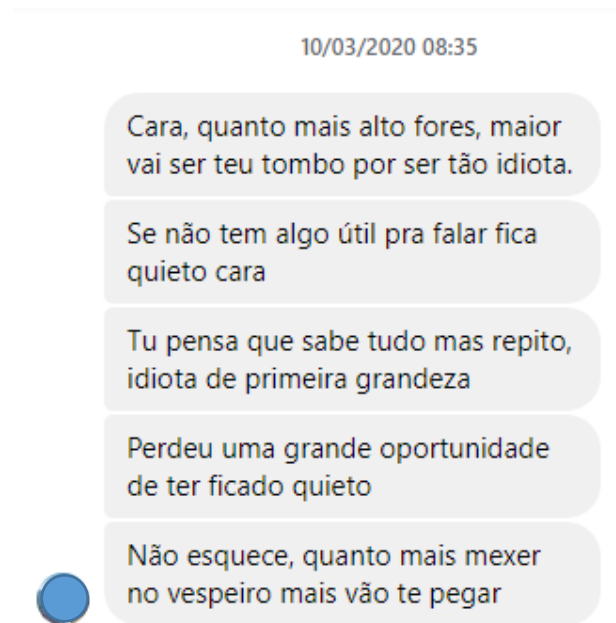 10/03/2020 08:35
Cara, quanto mais alto fores, maior
vai ser teu tombo por ser tão idiota.
Se não tem algo útil pra falar fica
quieto cara
Tu pensa que sabe tudo mas repito,
idiota de primeira grandeza
Perdeu uma grande oportunidade
de ter ficado quieto
Não esquece, quanto mais mexer
no vespeiro mais vão te pegar